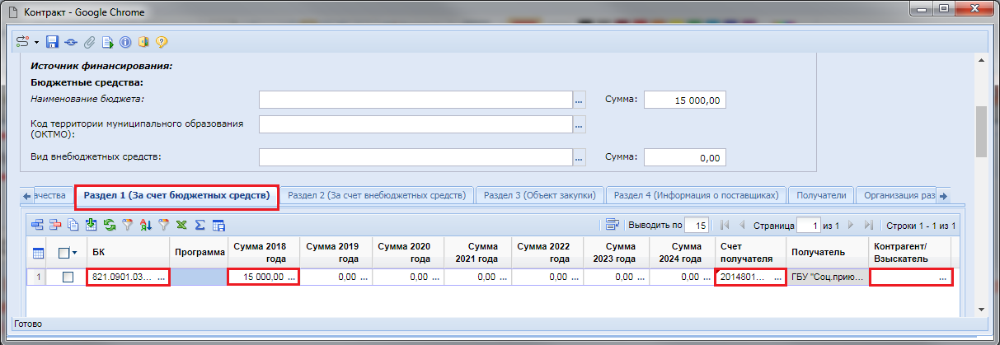 Контракт - Google Chrome
Источник финансирования:
Бюджетные средства:
Наименование бюджета: ... Сумма: 15 000,00
Код территории муниципального образования
(ОКТМО): ...
Вид внебюджетных средств: ... Сумма: 0,00
ачества Раздел 1 (За счет бюджетных средств) Раздел 2 (За счет внебюджетных средств) Раздел 3 (Объект закупки) Раздел 4 (Информация о поставщиках) Получатели Организация раз
Выводить по 15 Страница 1 из 1 Строки 1 - 1 из 1
БК Программа Сумма 2018 года Сумма 2019 года Сумма 2020 года Сумма 2021 года Сумма 2022 года Сумма 2023 года Сумма 2024 года Счет получателя Получатель Контрагент/ Взыскатель
1 821.0901.03... ... 15 000,00 ... 0,00 ... 0,00 ... 0,00 ... 0,00 ... 0,00 ... 0,00 ... 2014801... ... ГБУ "Соц.прию... ...
Готово